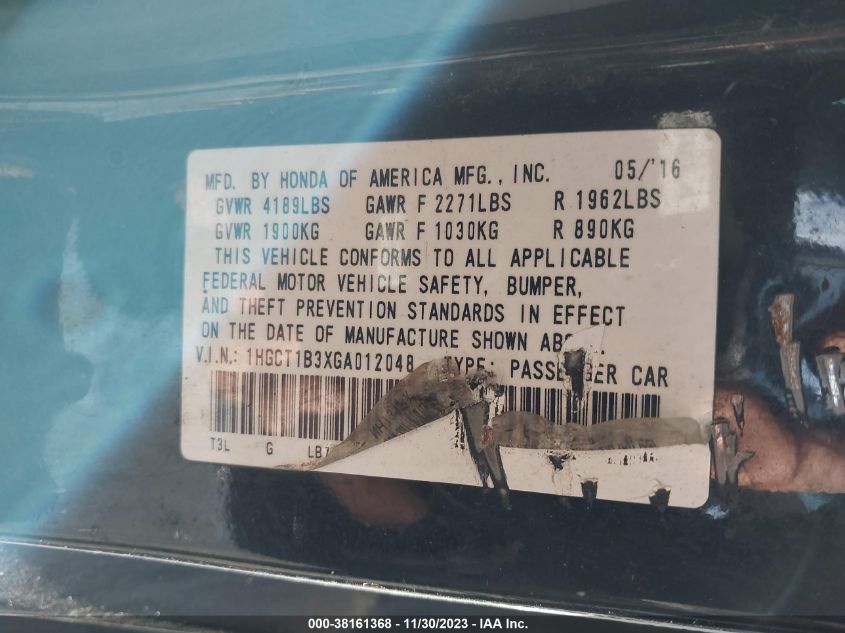 MFD. BY HONDA OF AMERICA MFG., INC. 05/'16
GVWR 4189LBS GAWR F 2271LBS R 1962LBS
GVWR 1900KG GAWR F 1030KG R 890KG
THIS VEHICLE CONFORMS TO ALL APPLICABLE
FEDERAL MOTOR VEHICLE SAFETY, BUMPER,
AND THEFT PREVENTION STANDARDS IN EFFECT
ON THE DATE OF MANUFACTURE SHOWN
V.I.N.: 1HGCT1B3XGA012048 TYPE: PASSENGER CAR
T3L G
000-38161368 - 11/30/2023 - IAA Inc.